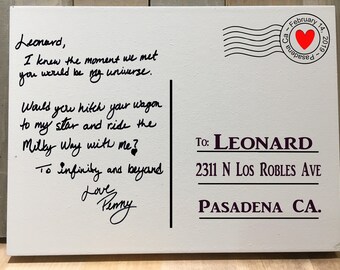 Leonard,
I knew the moment we met
you would be my universe.
Would you hitch your wagon
to my star and ride the
Milky Way with me?
To infinity and beyond
Love
Penny
Pasadena Ca - February 14, 2019 - Pasadena Ca
To: Leonard
2311 N Los Robles Ave
Pasadena CA.